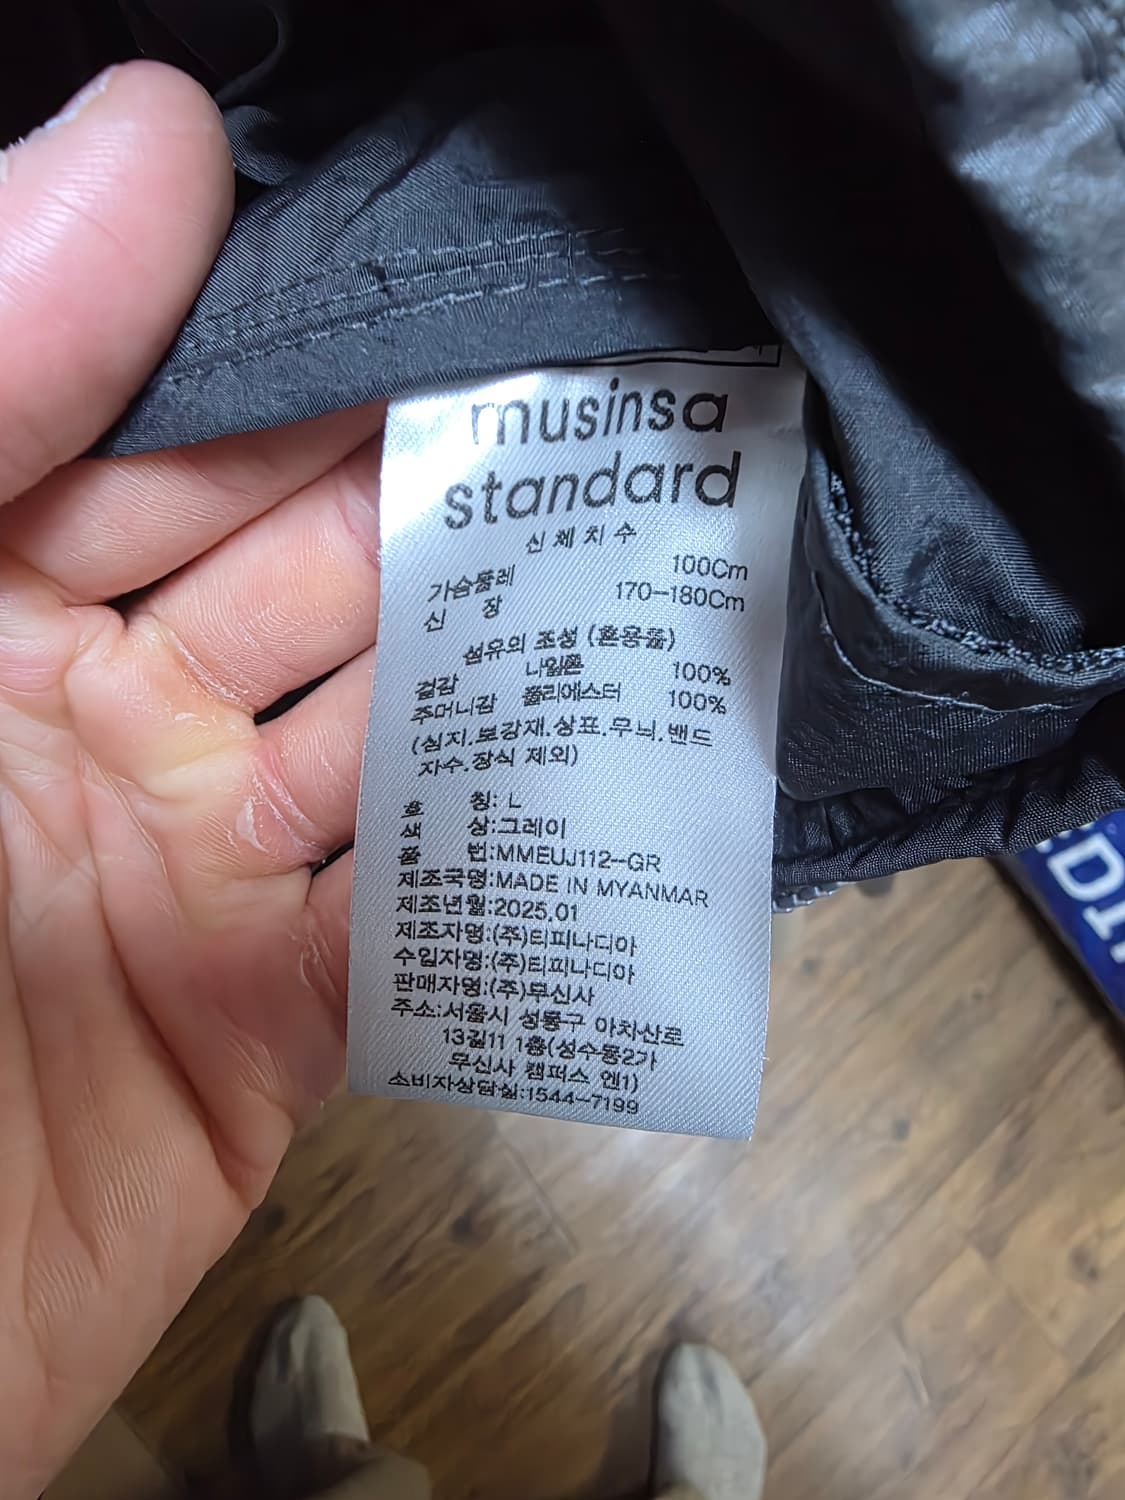 musinsa
standard
신체치수
가슴둘레 100Cm
신 장 170-180Cm
섬유의 조성 (혼용율)
겉감 나일론 100%
주머니감 폴리에스터 100%
(심지.보강재.상표.무늬.밴드
자수.장식 제외)
호 칭: L
색 상:그레이
품 번:MMEUJ112-GR
제조국명:MADE IN MYANMAR
제조년월:2025.01
제조자명:(주)티피나디아
수입자명:(주)티피나디아
판매자명:(주)무신사
주소:서울시 성동구 아차산로
13길11 1층(성수동2가
무신사 캠퍼스 엔1)
소비자상담실:1544-7199